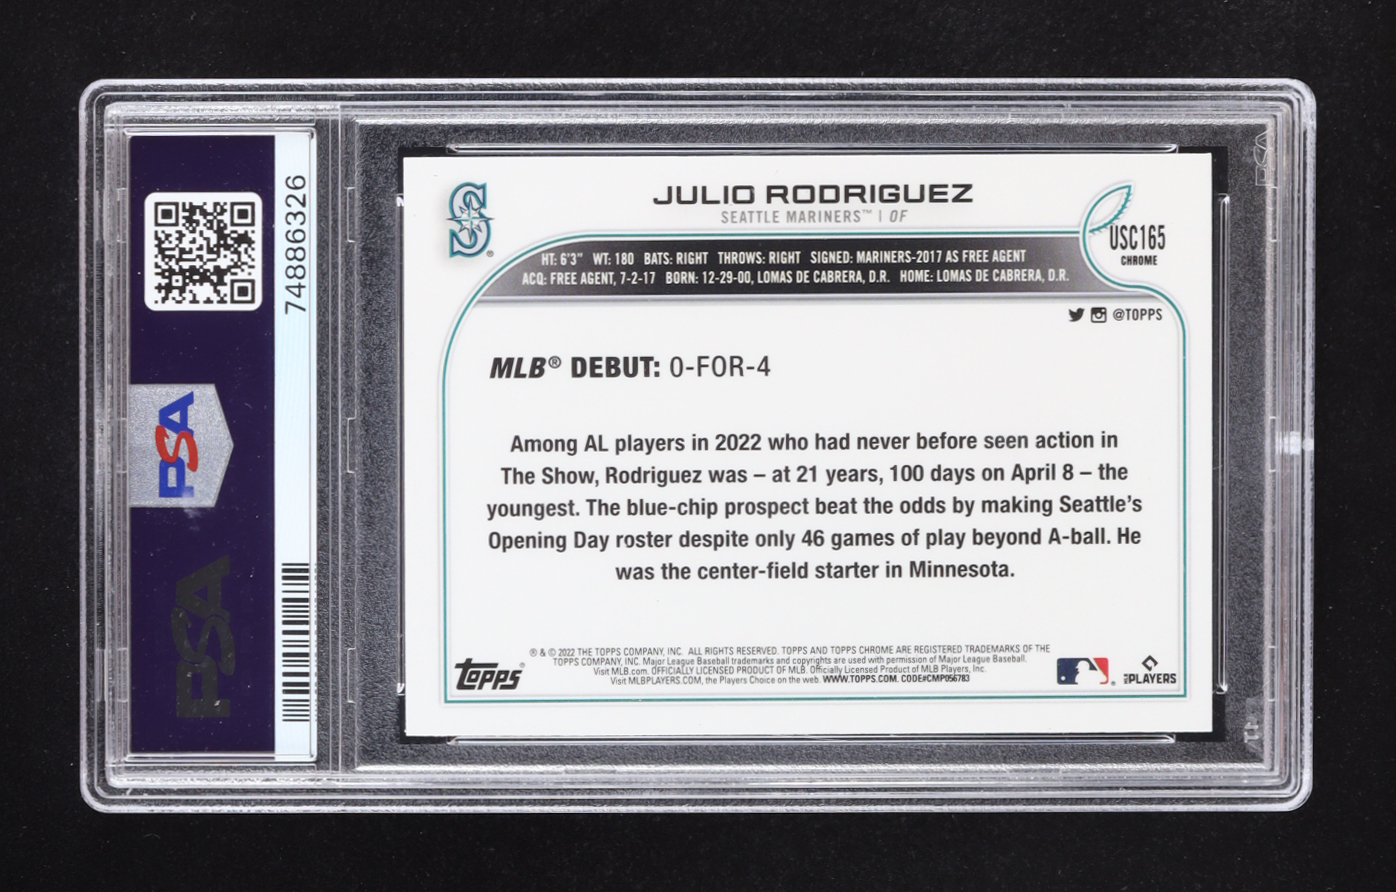 74886326
PSA
PSA
S
JULIO RODRIGUEZ
SEATTLE MARINERS™ | OF
USC165
CHROME
HT: 6'3" WT: 180 BATS: RIGHT THROWS: RIGHT SIGNED: MARINERS-2017 AS FREE AGENT
ACQ: FREE AGENT, 7-2-17 BORN: 12-29-00, LOMAS DE CABRERA, D.R. HOME: LOMAS DE CABRERA, D.R.
@TOPPS
MLB® DEBUT: 0-FOR-4
Among AL players in 2022 who had never before seen action in
The Show, Rodriguez was – at 21 years, 100 days on April 8 – the
youngest. The blue-chip prospect beat the odds by making Seattle's
Opening Day roster despite only 46 games of play beyond A-ball. He
was the center-field starter in Minnesota.
® & © 2022 THE TOPPS COMPANY, INC. ALL RIGHTS RESERVED. TOPPS AND TOPPS CHROME ARE REGISTERED TRADEMARKS OF THE
TOPPS COMPANY, INC. Major League Baseball trademarks and copyrights are used with permission of Major League Baseball.
Visit MLB.com. OFFICIALLY LICENSED PRODUCT OF MLB. Officially Licensed Product of MLB Players, Inc.
Visit MLBPLAYERS.COM, the Players Choice on the web. WWW.TOPPS.COM. CODE#CMP056783
Topps®
MLB PLAYERS
PSA